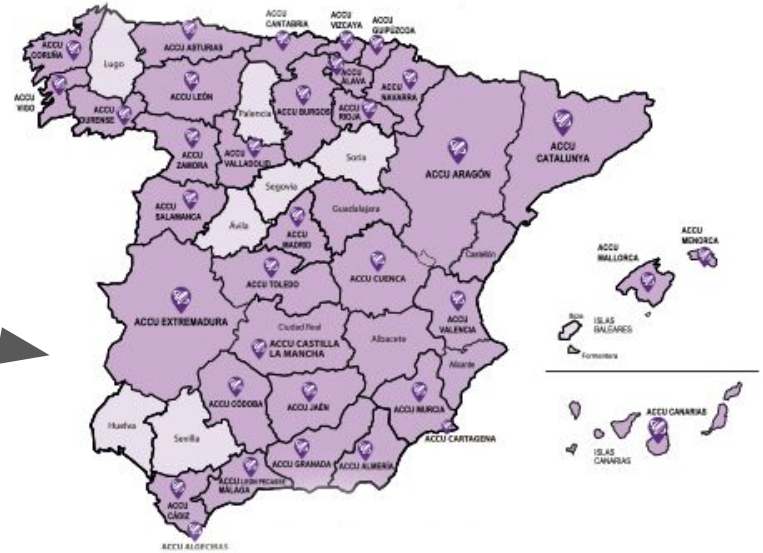 ACCU
CANTABRIA
ACCU
VIZCAYA
ACCU
GUIPÚZCOA
ACCU
CORUÑA
Lugo
ACCU ASTURIAS
ACCU
ÁLAVA
ACCU
NAVARRA
ACCU
VIGO
ACCU
OURENSE
ACCU LEÓN
Palencia
ACCU BURGOS
ACCU
RIOJA
ACCU
ZAMORA
ACCU
VALLADOLID
Soria
ACCU ARAGÓN
ACCU
CATALUNYA
Segovia
ACCU
SALAMANCA
Ávila
ACCU
MADRID
Guadalajara
ACCU
MENORCA
ACCU
MALLORCA
Castellón
ACCU TOLEDO
ACCU CUENCA
ACCU EXTREMADURA
ACCU
VALENCIA
Ibiza
ISLAS
BALEARES
Formentera
Ciudad Real
ACCU CASTILLA
LA MANCHA
Albacete
Alicante
Huelva
Sevilla
ACCU CÓDOBA
ACCU JAÉN
ACCU MURCIA
ACCU CARTAGENA
ACCU CANARIAS
ISLAS
CANARIAS
ACCU
MÁLAGA
ACCU GRANADA
ACCU ALMERÍA
ACCU
CÁDIZ
ACCU ALGECIRAS